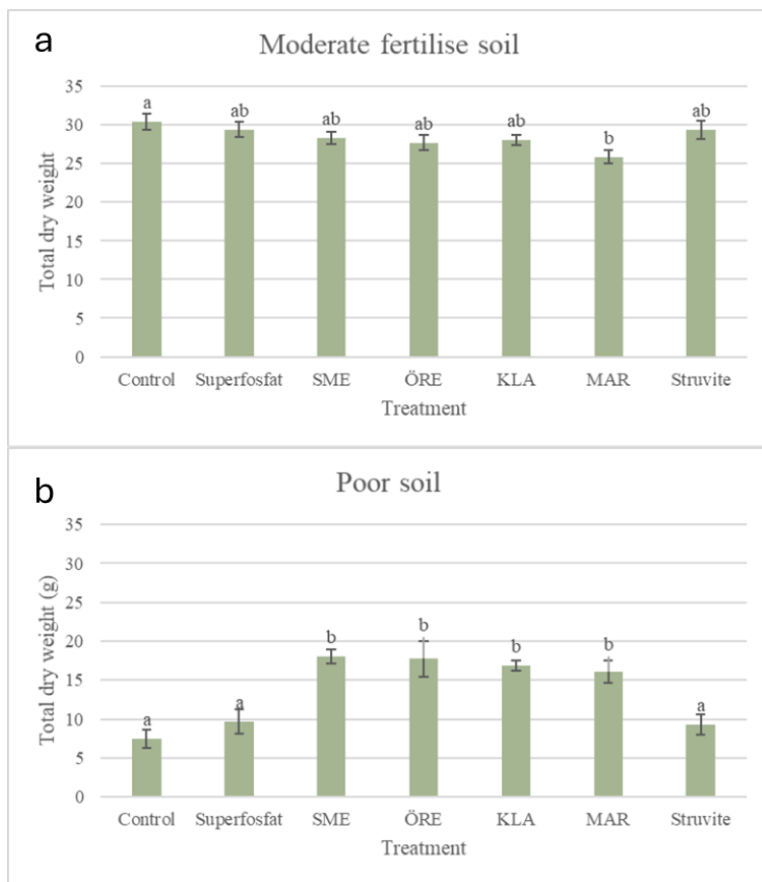 a
Moderate fertilise soil
Total dry weight
35
30
25
20
15
10
5
0
a
ab
ab
ab
ab
b
ab
Control Superfosfat SME ÖRE KLA MAR Struvite
Treatment
b
Poor soil
Total dry weight (g)
35
30
25
20
15
10
5
0
a
a
b
b
b
b
a
Control Superfosfat SME ÖRE KLA MAR Struvite
Treatment